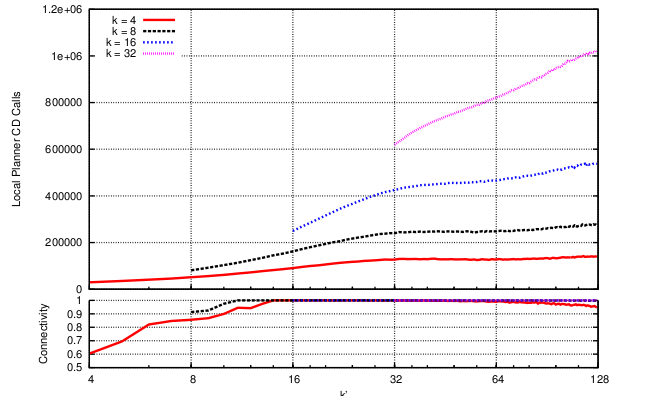 1.2e+06
1e+06
800000
600000
400000
200000
0
Local Planner CD Calls
k = 4
k = 8
k = 16
k = 32
1
0.9
0.8
0.7
0.6
0.5
Connectivity
4 8 16 32 64 128
k'